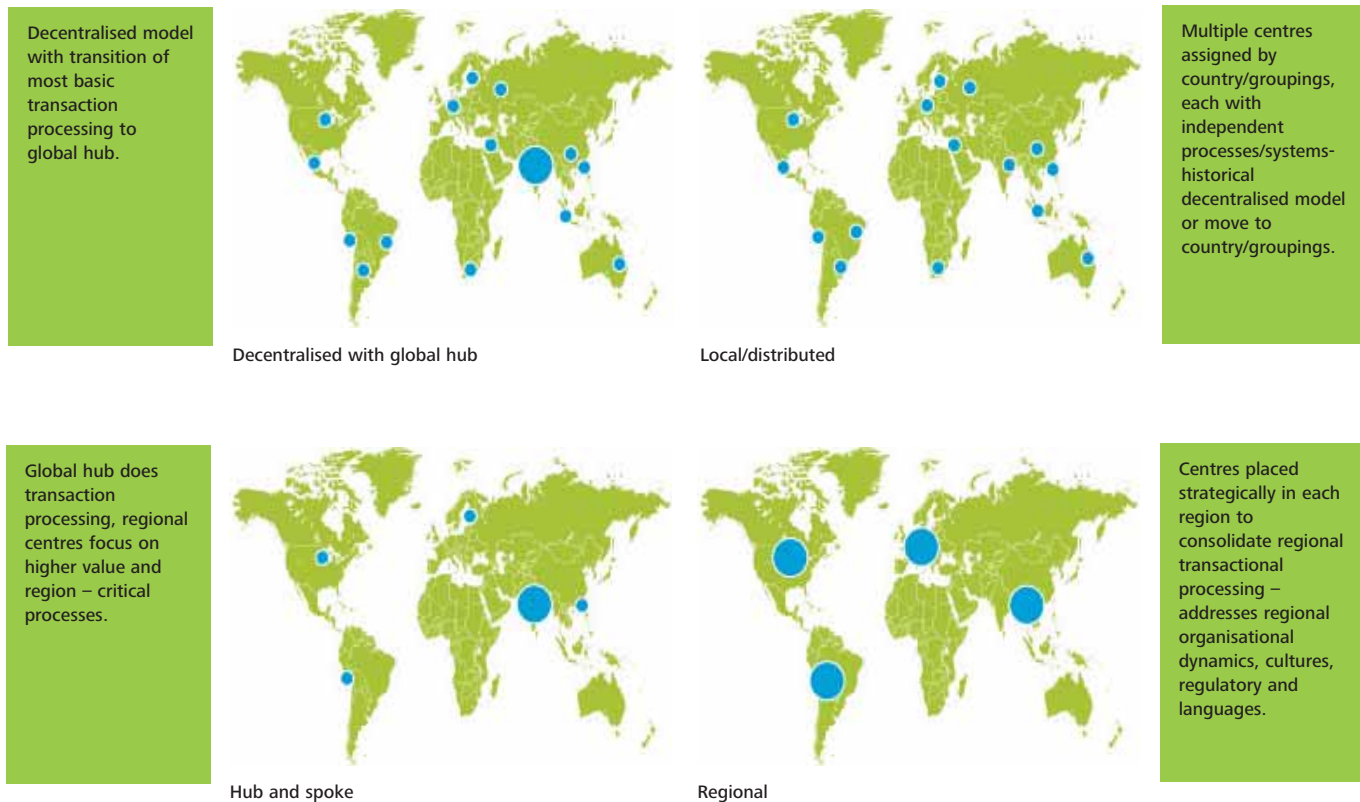 Decentralised model
with transition of
most basic
transaction
processing to
global hub.
Decentralised with global hub
Local/distributed
Multiple centres
assigned by
country/groupings,
each with
independent
processes/systems-
historical
decentralised model
or move to
country/groupings.
Global hub does
transaction
processing, regional
centres focus on
higher value and
region – critical
processes.
Hub and spoke
Regional
Centres placed
strategically in each
region to
consolidate regional
transactional
processing –
addresses regional
organisational
dynamics, cultures,
regulatory and
languages.